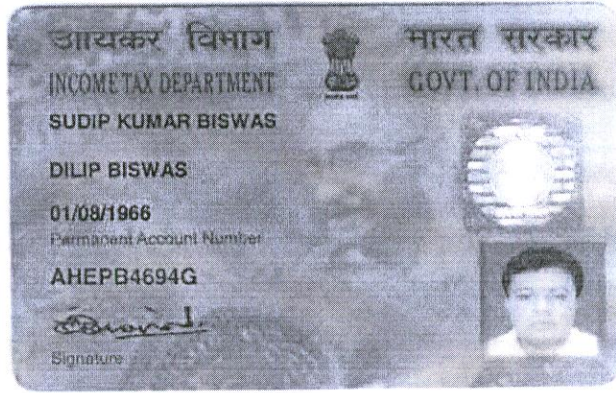 आयकर विभाग
भारत सरकार
INCOME TAX DEPARTMENT
GOVT. OF INDIA
SUDIP KUMAR BISWAS
DILIP BISWAS
01/08/1966
Permanent Account Number
AHEPB4694G
Signature